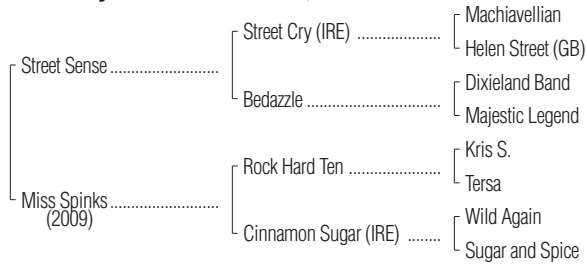 Machiavellian
Street Cry (IRE) ..................
Helen Street (GB)
Street Sense ........................
Dixieland Band
Bedazzle ..............................
Majestic Legend
Kris S.
Rock Hard Ten .....................
Tersa
Miss Spinks ........................
(2009)
Wild Again
Cinnamon Sugar (IRE) ........
Sugar and Spice